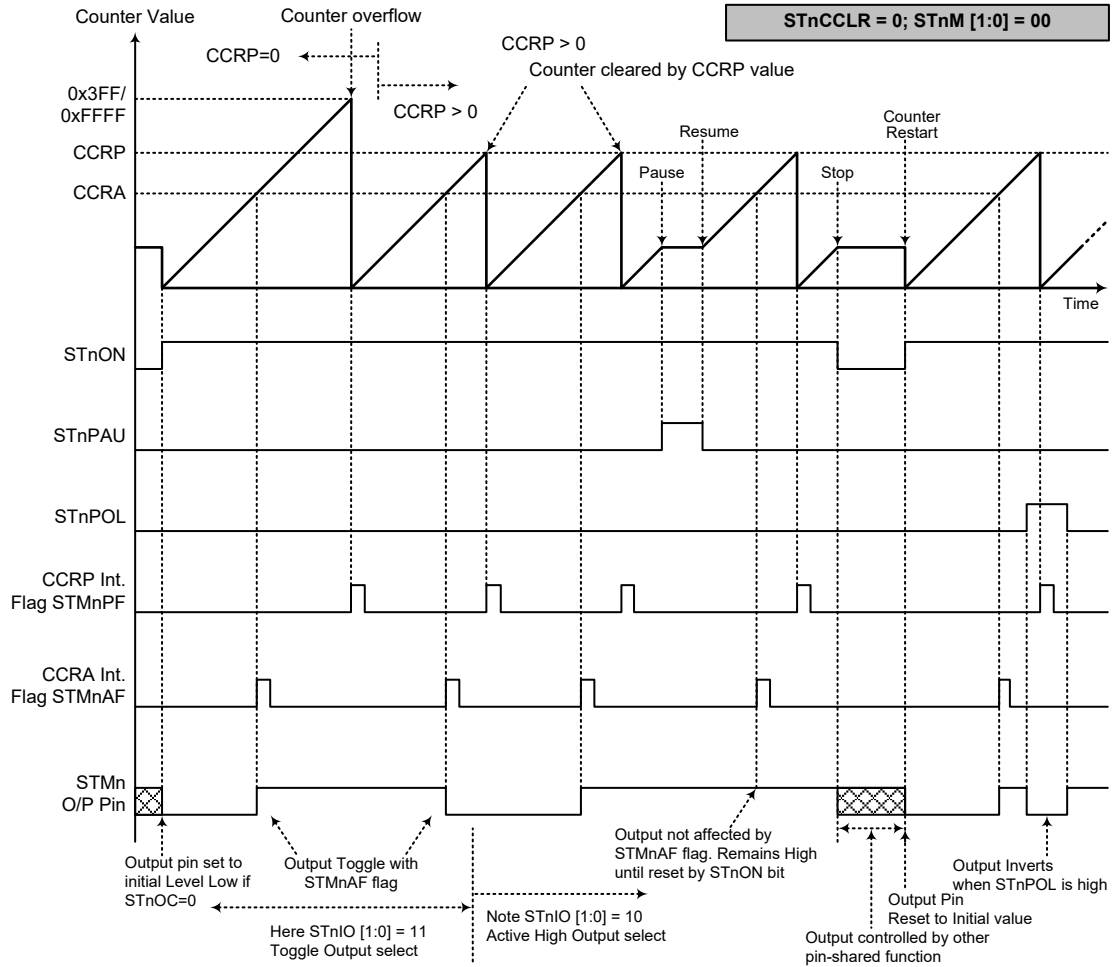 Counter Value
Counter overflow
STnCCLR = 0; STnM [1:0] = 00
CCRP=0
CCRP > 0
CCRP > 0
Counter cleared by CCRP value
0x3FF/
0xFFFF
CCRP
CCRA
Pause
Resume
Stop
Counter
Restart
Time
STnON
STnPAU
STnPOL
CCRP Int.
Flag STMnPF
CCRA Int.
Flag STMnAF
STMn
O/P Pin
Output pin set to
initial Level Low if
STnOC=0
Output Toggle with
STMnAF flag
Here STnIO [1:0] = 11
Toggle Output select
Note STnIO [1:0] = 10
Active High Output select
Output not affected by
STMnAF flag. Remains High
until reset by STnON bit
Output controlled by other
pin-shared function
Output Pin
Reset to Initial value
Output Inverts
when STnPOL is high